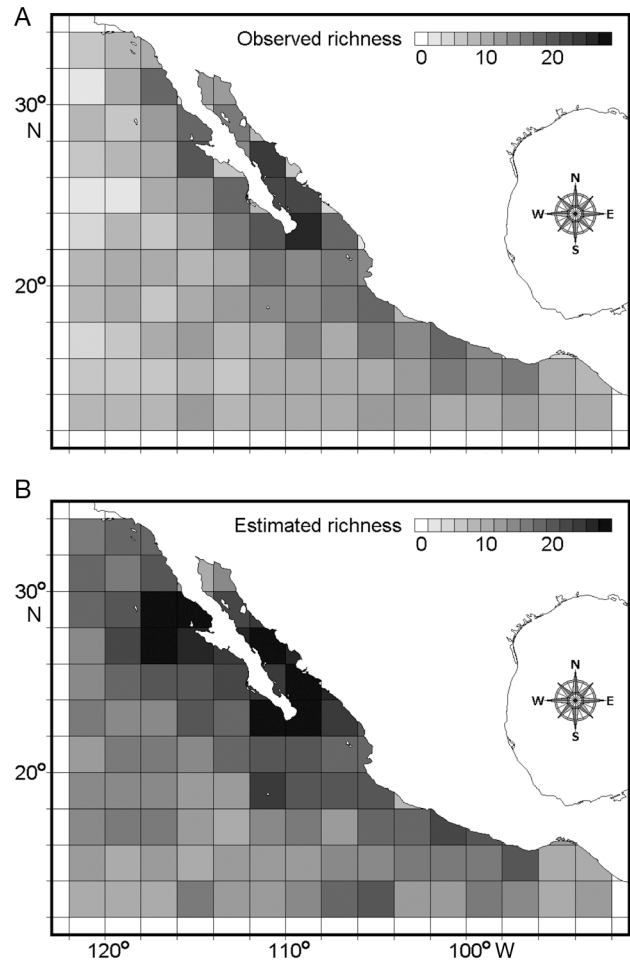 A
Observed richness
0 10 20
30°
N
N
W E
S
20°
B
Estimated richness
0 10 20
30°
N
N
W E
S
20°
120° 110° 100° W